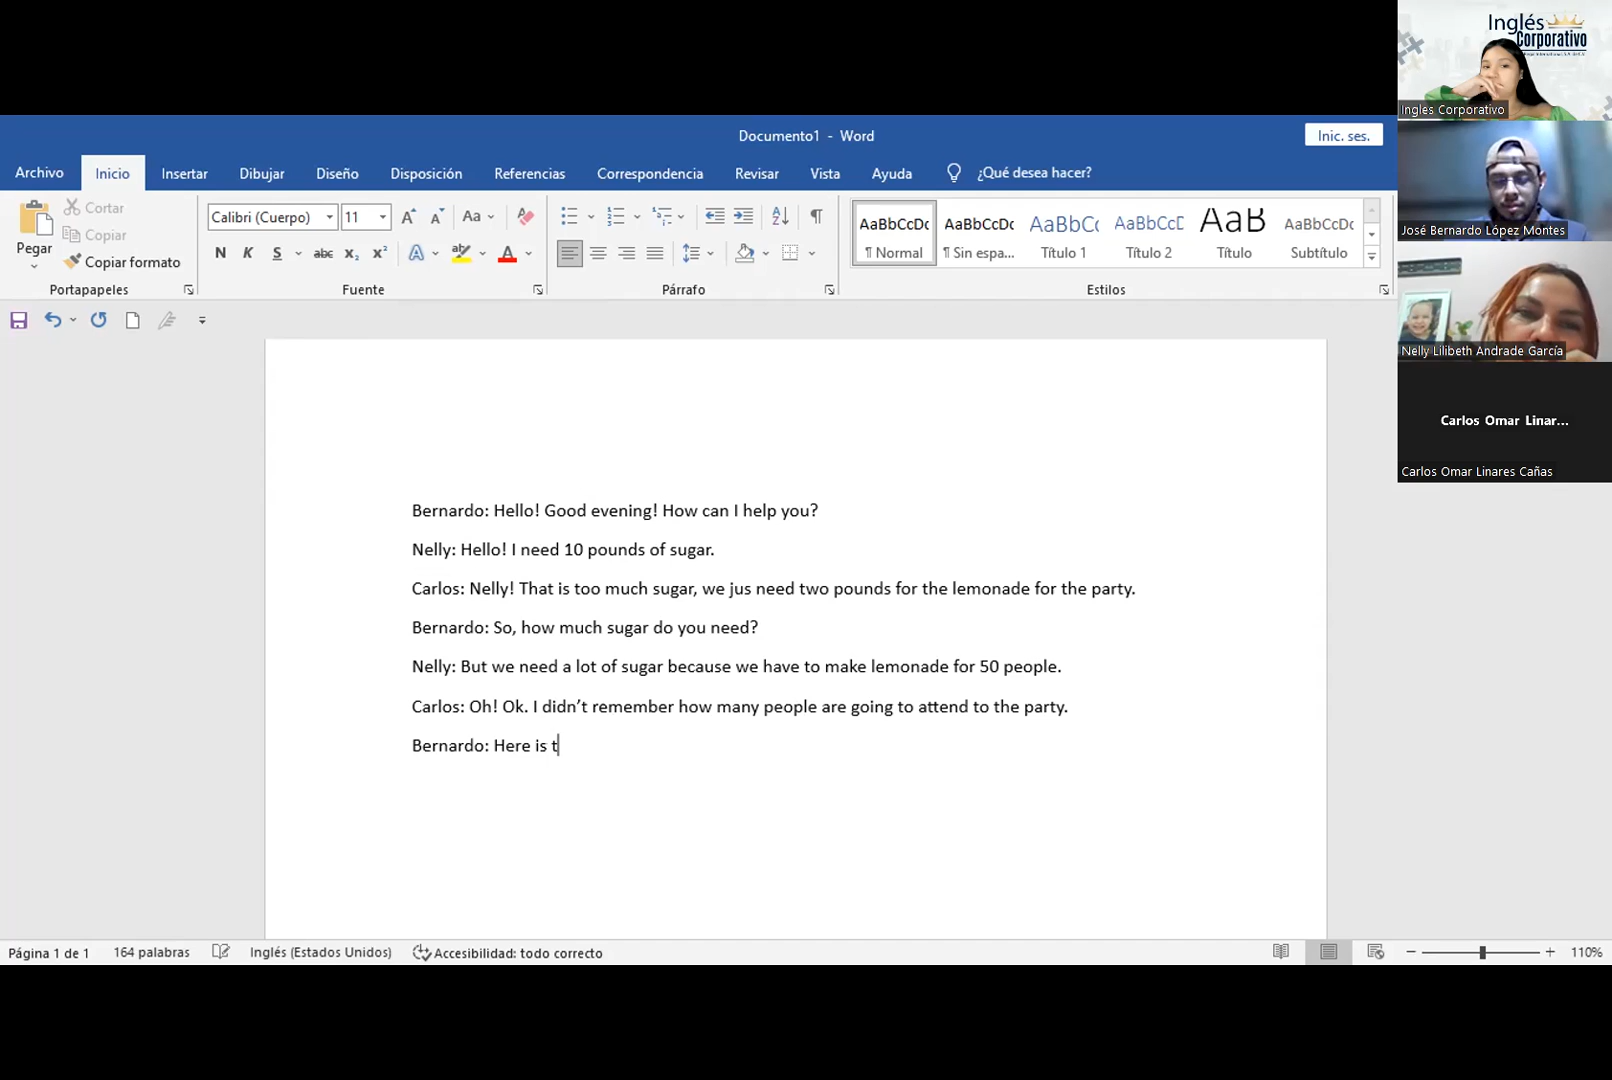 Inglés
Corporativo
Ingles Corporativo
Documento1 - Word
Inic. ses.
José Bernardo López Montes
Archivo
Inicio
Insertar
Dibujar
Diseño
Disposición
Referencias
Correspondencia
Revisar
Vista
Ayuda
¿Qué desea hacer?
Pegar
Cortar
Copiar
Copiar formato
Portapapeles
Calibri (Cuerpo)
11
Aa
N K S abc x₂ x² A A
Fuente
Párrafo
AaBbCcDc
¶ Normal
AaBbCcDc
¶ Sin espa...
AaBbC
Título 1
AaBbCcD
Título 2
AaB
Título
AaBbCcD
Subtítulo
Estilos
Nelly Lilibeth Andrade García
Carlos Omar Linar...
Carlos Omar Linares Cañas
Bernardo: Hello! Good evening! How can I help you?
Nelly: Hello! I need 10 pounds of sugar.
Carlos: Nelly! That is too much sugar, we jus need two pounds for the lemonade for the party.
Bernardo: So, how much sugar do you need?
Nelly: But we need a lot of sugar because we have to make lemonade for 50 people.
Carlos: Oh! Ok. I didn’t remember how many people are going to attend to the party.
Bernardo: Here is t
Página 1 de 1
164 palabras
Inglés (Estados Unidos)
Accesibilidad: todo correcto
110%